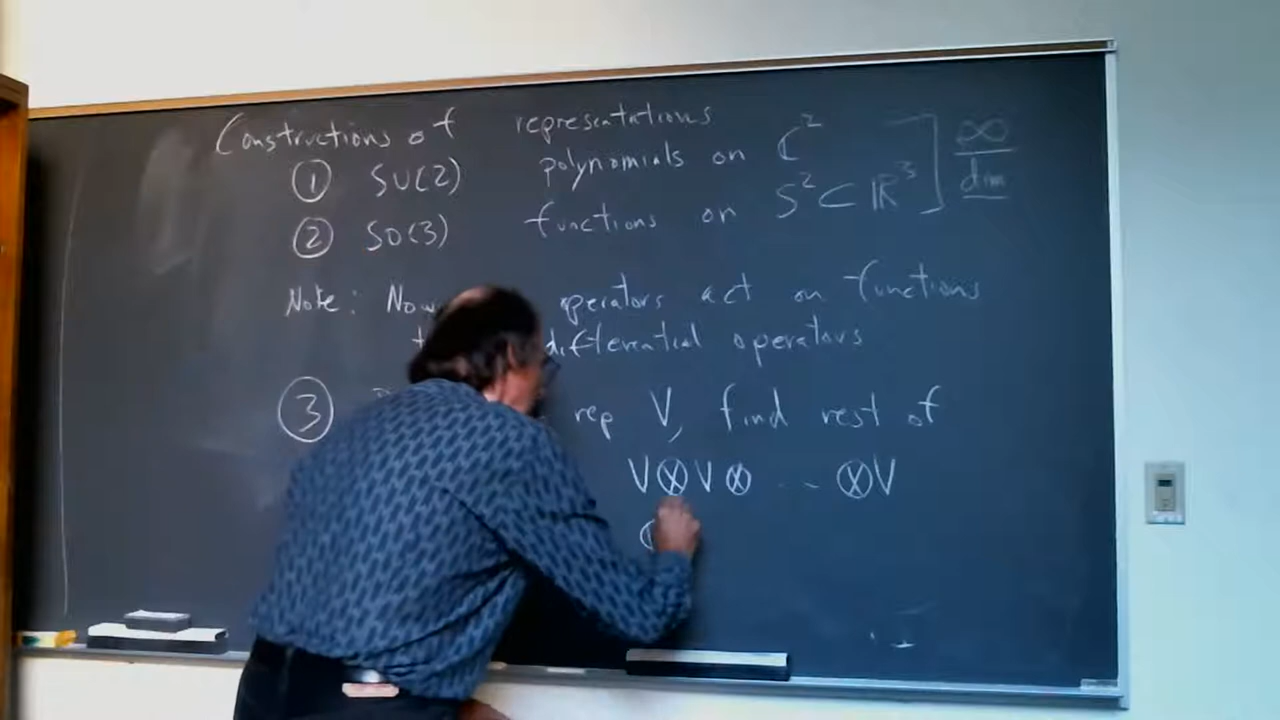 Constructions of representations
① SU(2) polynomials on ℂ² ] ∞ dim
② SO(3) functions on S² ⊂ ℝ³
Note: Now operators act on functions
differential operators
③ rep V, find rest of
V ⊗ V ⊗ . . . ⊗ V